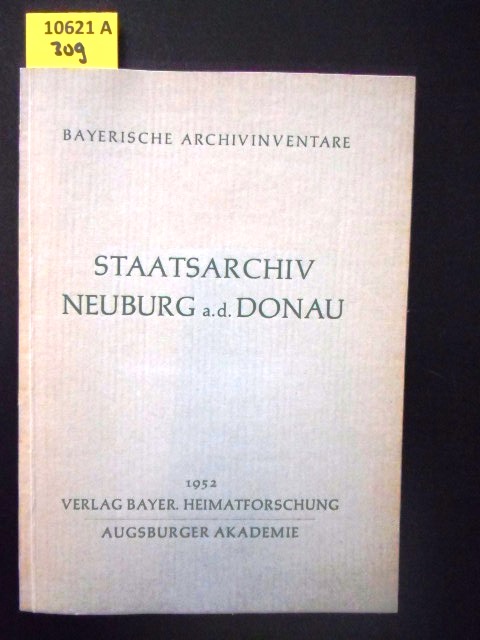 10621 A
309
BAYERISCHE ARCHIVINVENTARE
STAATSARCHIV
NEUBURG a.d. DONAU
1952
VERLAG BAYER. HEIMATFORSCHUNG
AUGSBURGER AKADEMIE